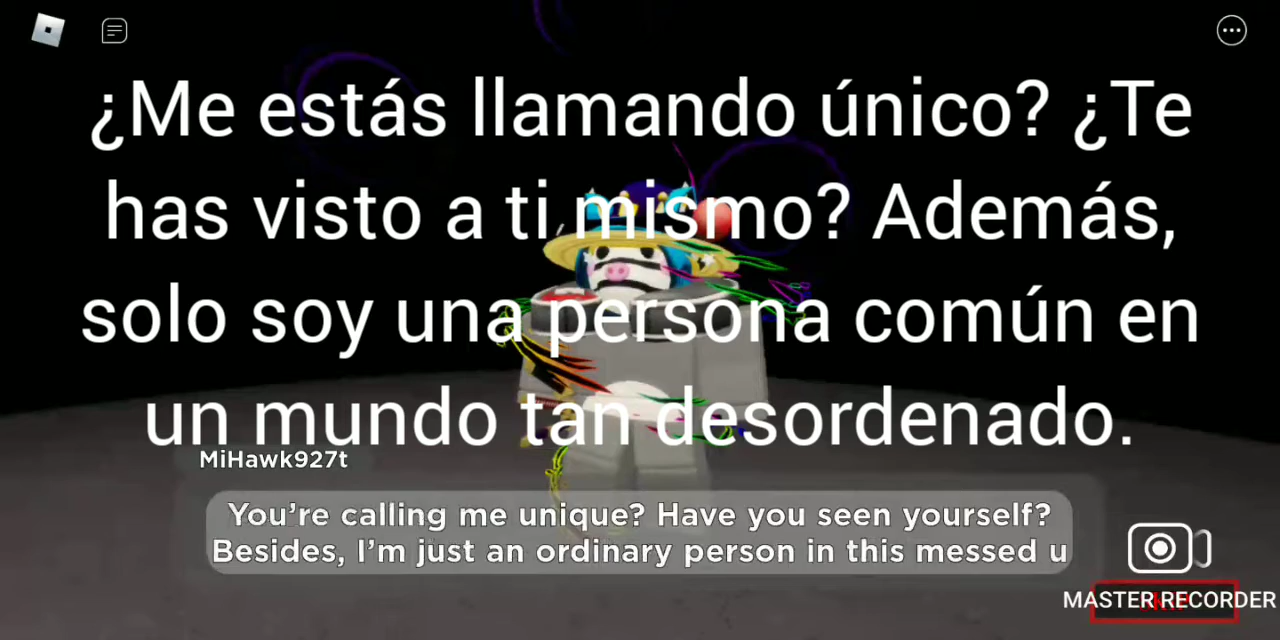 ¿Me estás llamando único? ¿Te
has visto a ti mismo? Además,
solo soy una persona común en
un mundo tan desordenado.
MiHawk927t
You’re calling me unique? Have you seen yourself?
Besides, I’m just an ordinary person in this messed u
MASTER RECORDER